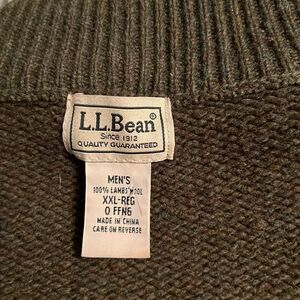 L.L.Bean®
Since 1912
QUALITY GUARANTEED
MEN'S
100% LAMBS' WOOL
XXL-REG
0 FFN6
MADE IN CHINA
CARE ON REVERSE